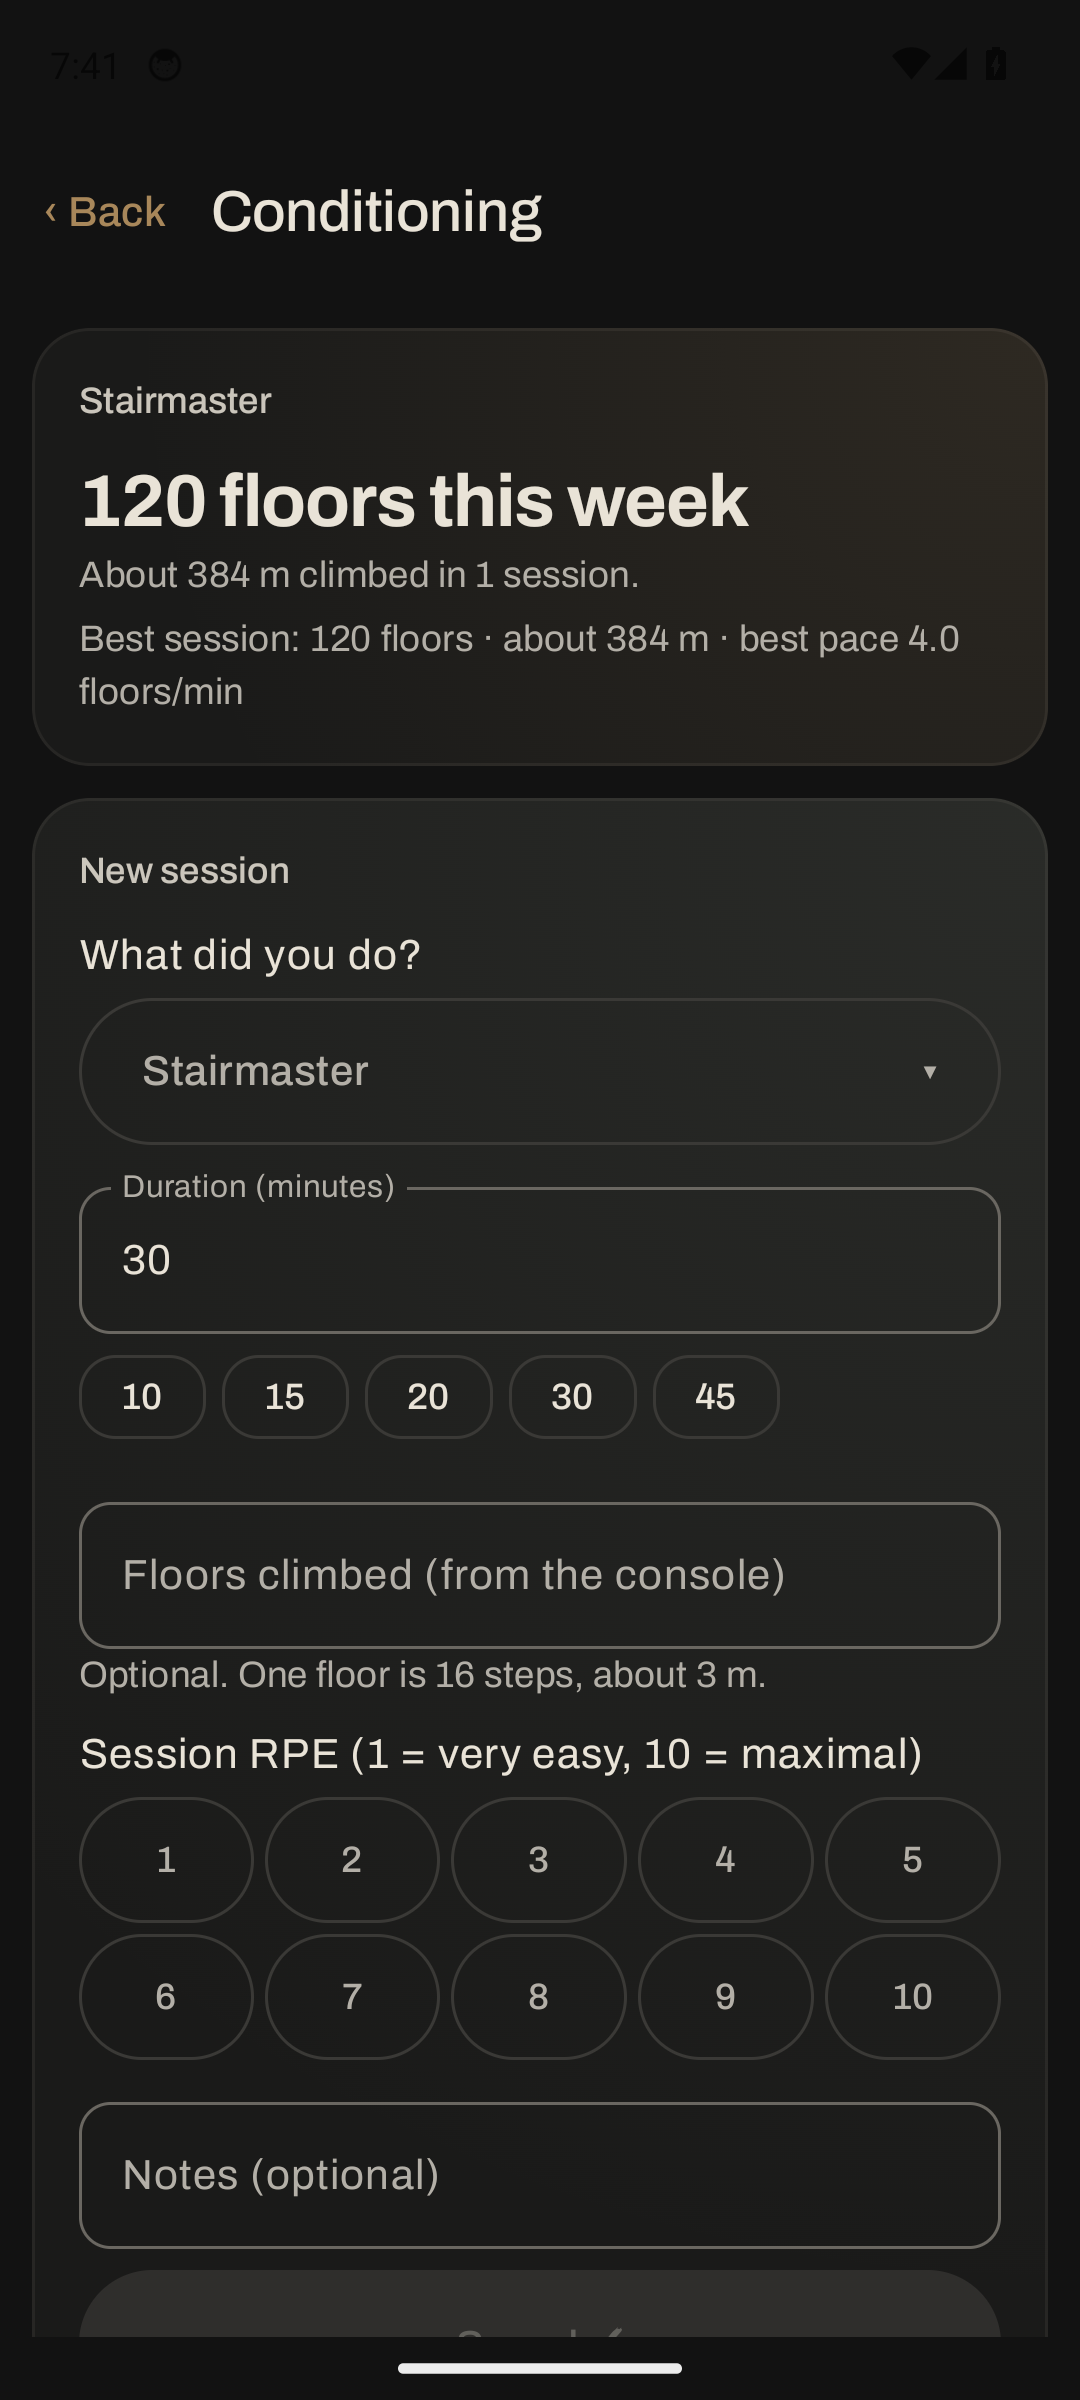 7:41
‹ Back Conditioning
Stairmaster
120 floors this week
About 384 m climbed in 1 session.
Best session: 120 floors · about 384 m · best pace 4.0
floors/min
New session
What did you do?
Stairmaster ▾
Duration (minutes)
30
10 15 20 30 45
Floors climbed (from the console)
Optional. One floor is 16 steps, about 3 m.
Session RPE (1 = very easy, 10 = maximal)
1 2 3 4 5
6 7 8 9 10
Notes (optional)